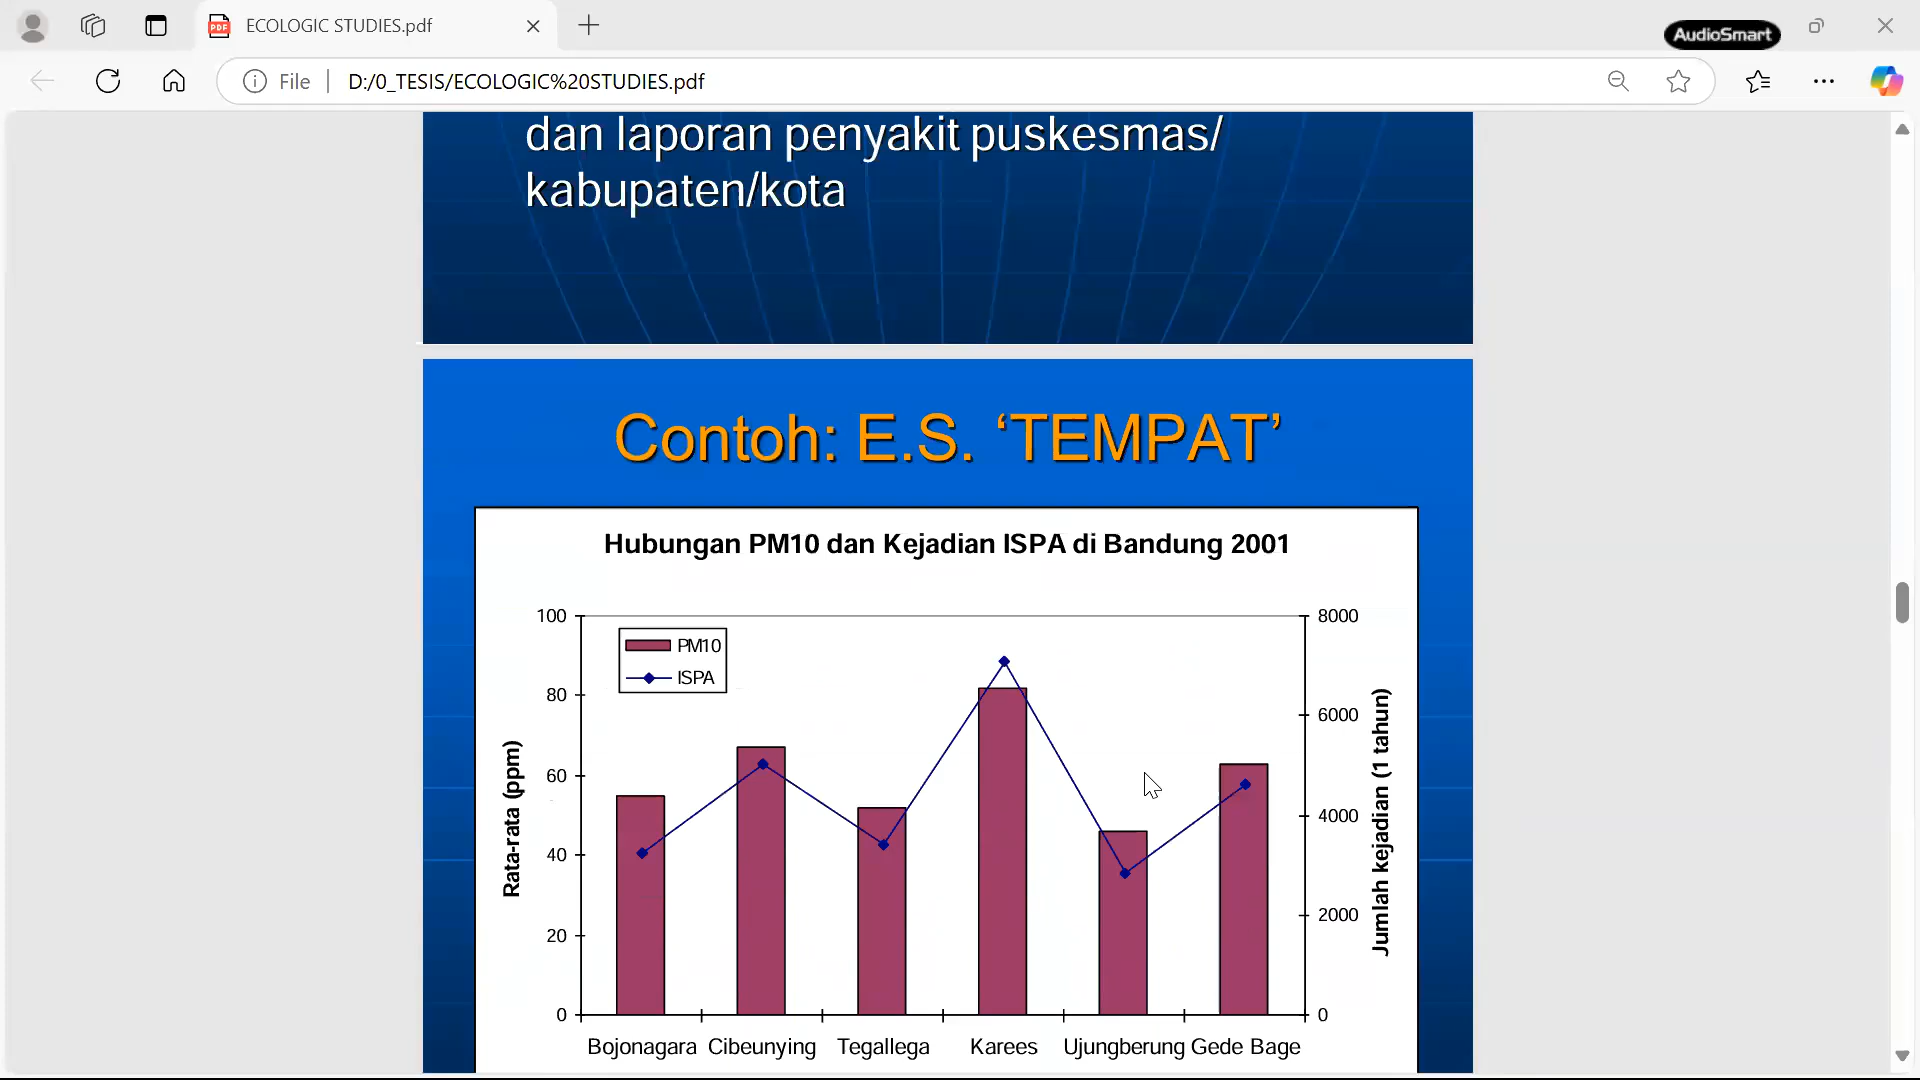 ECOLOGIC STUDIES.pdf
AudioSmart
File
D:/0_TESIS/ECOLOGIC%20STUDIES.pdf
dan laporan penyakit puskesmas/
kabupaten/kota
Contoh: E.S. ‘TEMPAT’
Hubungan PM10 dan Kejadian ISPA di Bandung 2001
PM10
ISPA
Rata-rata (ppm)
100
80
60
40
20
0
8000
6000
4000
2000
0
Jumlah kejadian (1 tahun)
Bojonagara Cibeunying Tegallega Karees Ujungberung Gede Bage